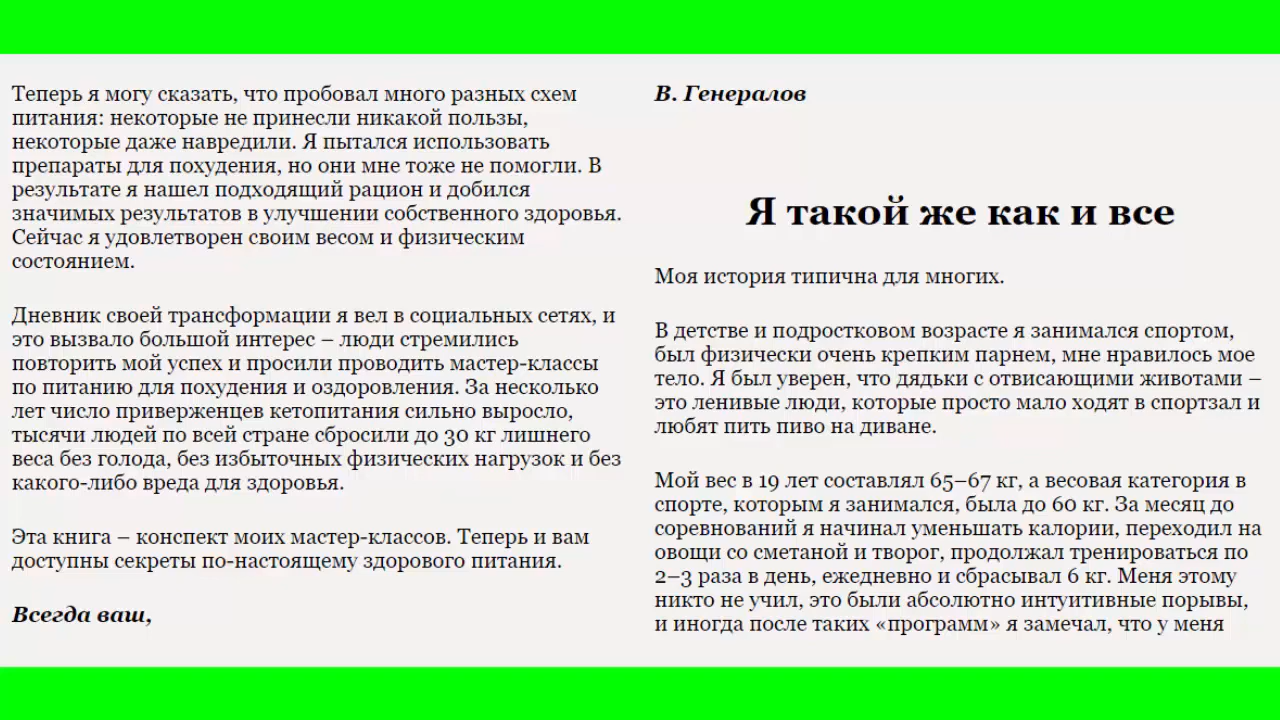 Теперь я могу сказать, что пробовал много разных схем
питания: некоторые не принесли никакой пользы,
некоторые даже навредили. Я пытался использовать
препараты для похудения, но они мне тоже не помогли. В
результате я нашел подходящий рацион и добился
значимых результатов в улучшении собственного здоровья.
Сейчас я удовлетворен своим весом и физическим
состоянием.
Дневник своей трансформации я вел в социальных сетях, и
это вызвало большой интерес – люди стремились
повторить мой успех и просили проводить мастер-классы
по питанию для похудения и оздоровления. За несколько
лет число приверженцев кетопитания сильно выросло,
тысячи людей по всей стране сбросили до 30 кг лишнего
веса без голода, без избыточных физических нагрузок и без
какого-либо вреда для здоровья.
Эта книга – конспект моих мастер-классов. Теперь и вам
доступны секреты по-настоящему здорового питания.
Всегда ваш,
В. Генералов
Я такой же как и все
Моя история типична для многих.
В детстве и подростковом возрасте я занимался спортом,
был физически очень крепким парнем, мне нравилось мое
тело. Я был уверен, что дядьки с отвисающими животами –
это ленивые люди, которые просто мало ходят в спортзал и
любят пить пиво на диване.
Мой вес в 19 лет составлял 65–67 кг, а весовая категория в
спорте, которым я занимался, была до 60 кг. За месяц до
соревнований я начинал уменьшать калории, переходил на
овощи со сметаной и творог, продолжал тренироваться по
2–3 раза в день, ежедневно и сбрасывал 6 кг. Меня этому
никто не учил, это были абсолютно интуитивные порывы,
и иногда после таких «программ» я замечал, что у меня